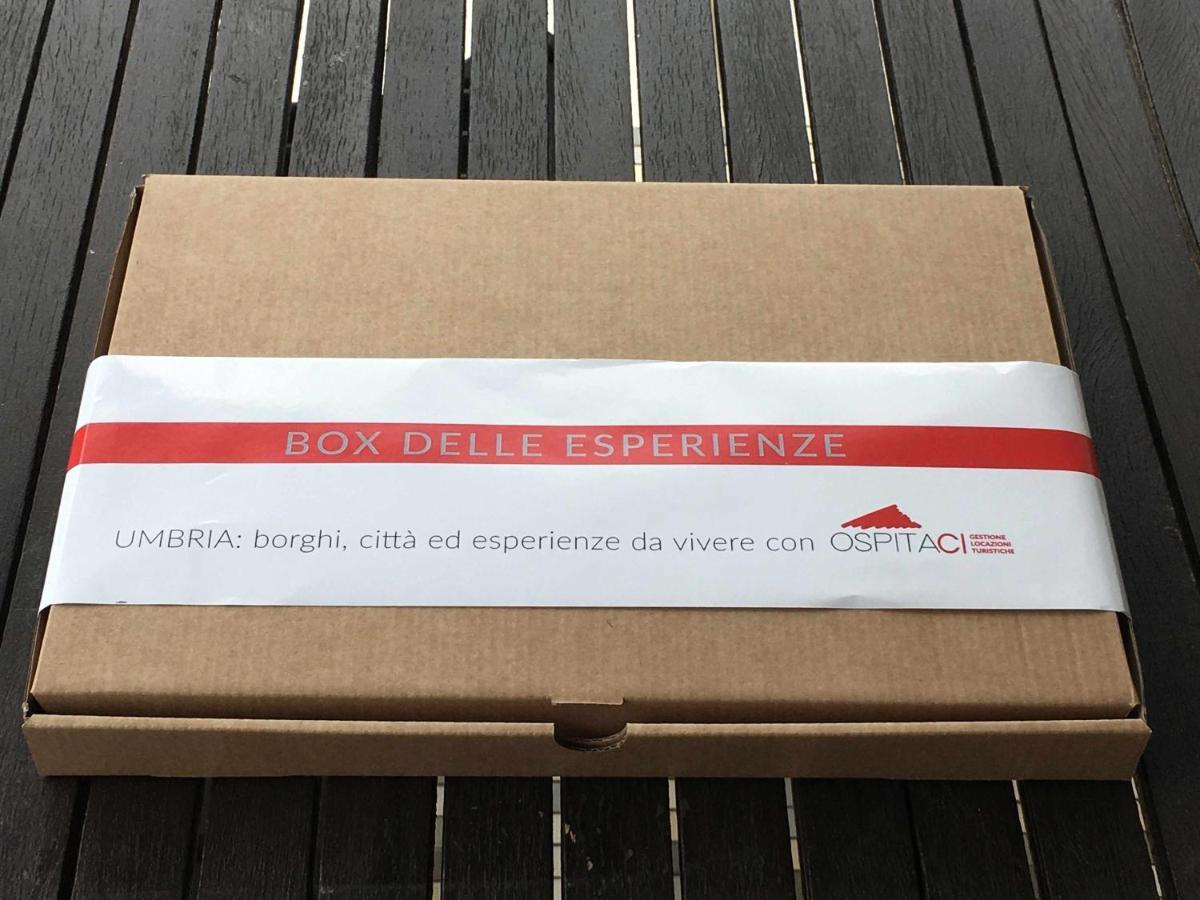 BOX DELLE ESPERIENZE
UMBRIA: borghi, città ed esperienze da vivere con OSPITACI
GESTIONE
LOCAZIONI
TURISTICHE